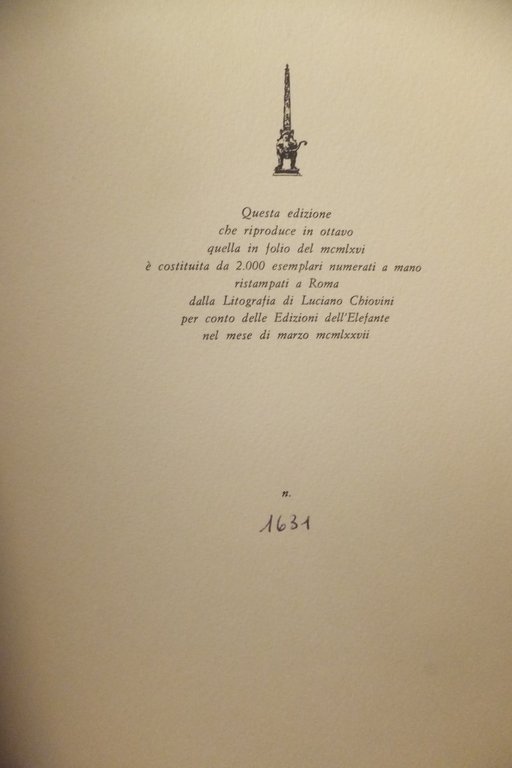 Questa edizione
che riproduce in ottavo
quella in folio del mcmlxvi
è costituita da 2.000 esemplari numerati a mano
ristampati a Roma
dalla Litografia di Luciano Chiovini
per conto delle Edizioni dell'Elefante
nel mese di marzo mcmlxxvii
n.
1631